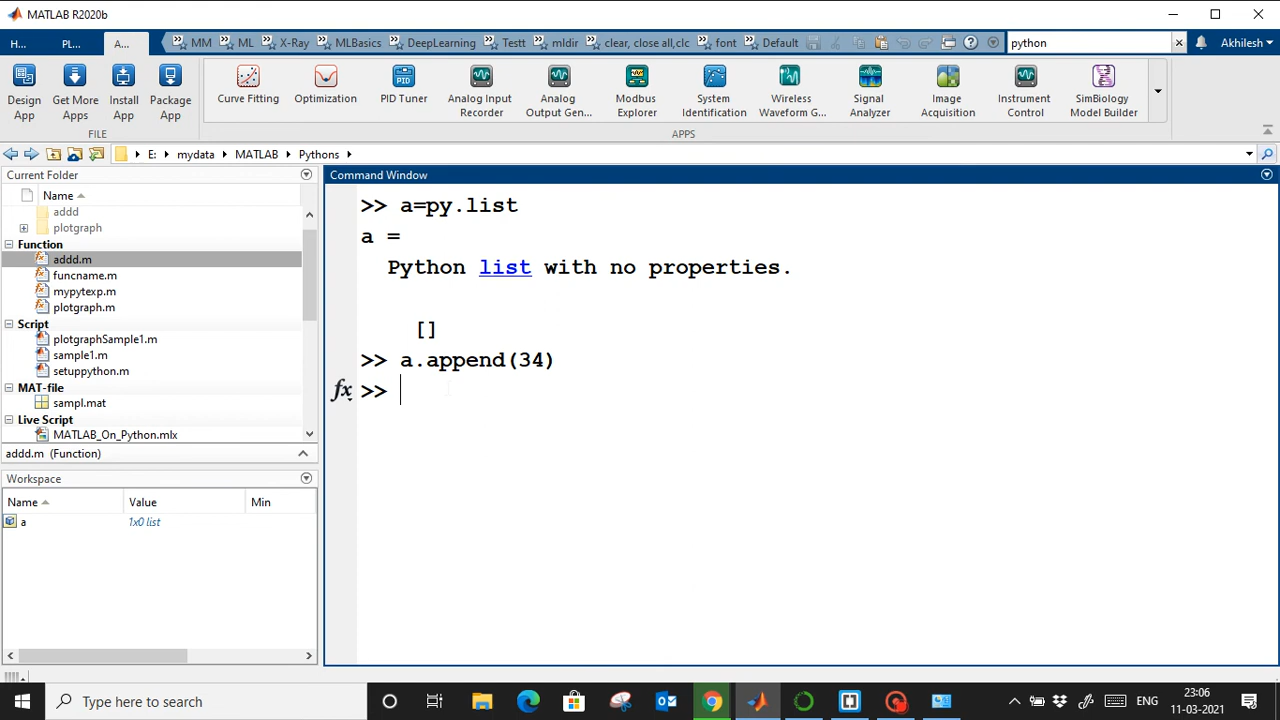 MATLAB R2020b
H... PL... A... MM ML X-Ray MLBasics DeepLearning Testt mldir clear, close all,clc font Default python Akhilesh
Design App
Get More Apps
Install App
Package App
Curve Fitting
Optimization
PID Tuner
Analog Input Recorder
Analog Output Gen...
Modbus Explorer
System Identification
Wireless Waveform G...
Signal Analyzer
Image Acquisition
Instrument Control
SimBiology Model Builder
FILE APPS
E: mydata MATLAB Pythons
Current Folder
Name
addd
plotgraph
Function
addd.m
funcname.m
mypytexp.m
plotgraph.m
Script
plotgraphSample1.m
sample1.m
setuppython.m
MAT-file
sampl.mat
Live Script
MATLAB_On_Python.mlx
addd.m (Function)
Workspace
Name Value Min
a 1x0 list
Command Window
>> a=py.list
a =
Python list with no properties.
[]
>> a.append(34)
fx >>
Type here to search
ENG
23:06
11-03-2021